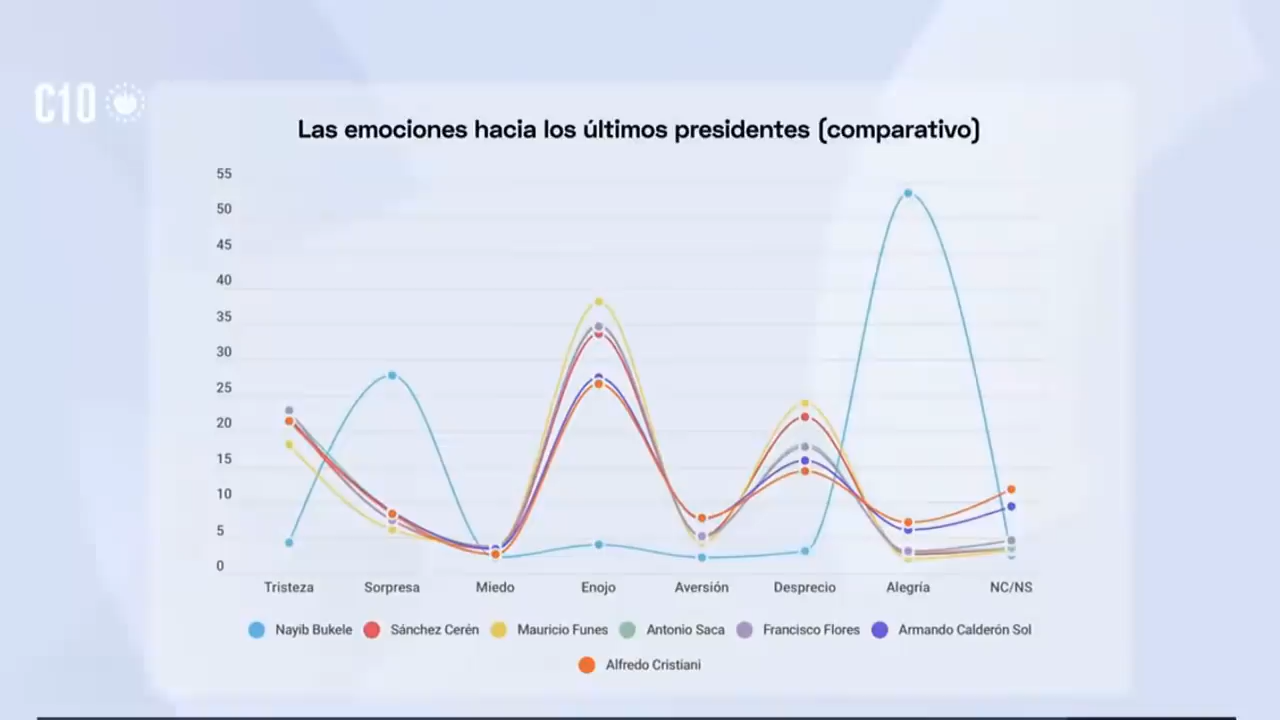 C10
Las emociones hacia los últimos presidentes (comparativo)
55
50
45
40
35
30
25
20
15
10
5
0
Tristeza Sorpresa Miedo Enojo Aversión Desprecio Alegría NC/NS
Nayib Bukele Sánchez Cerén Mauricio Funes Antonio Saca Francisco Flores Armando Calderón Sol
Alfredo Cristiani